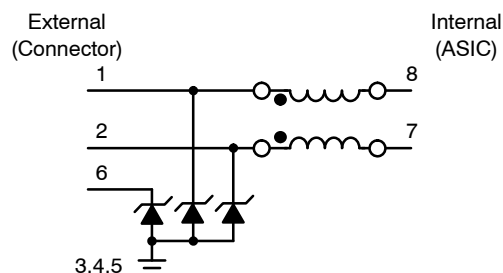 External
(Connector)
Internal
(ASIC)
1
8
2
7
6
3,4,5